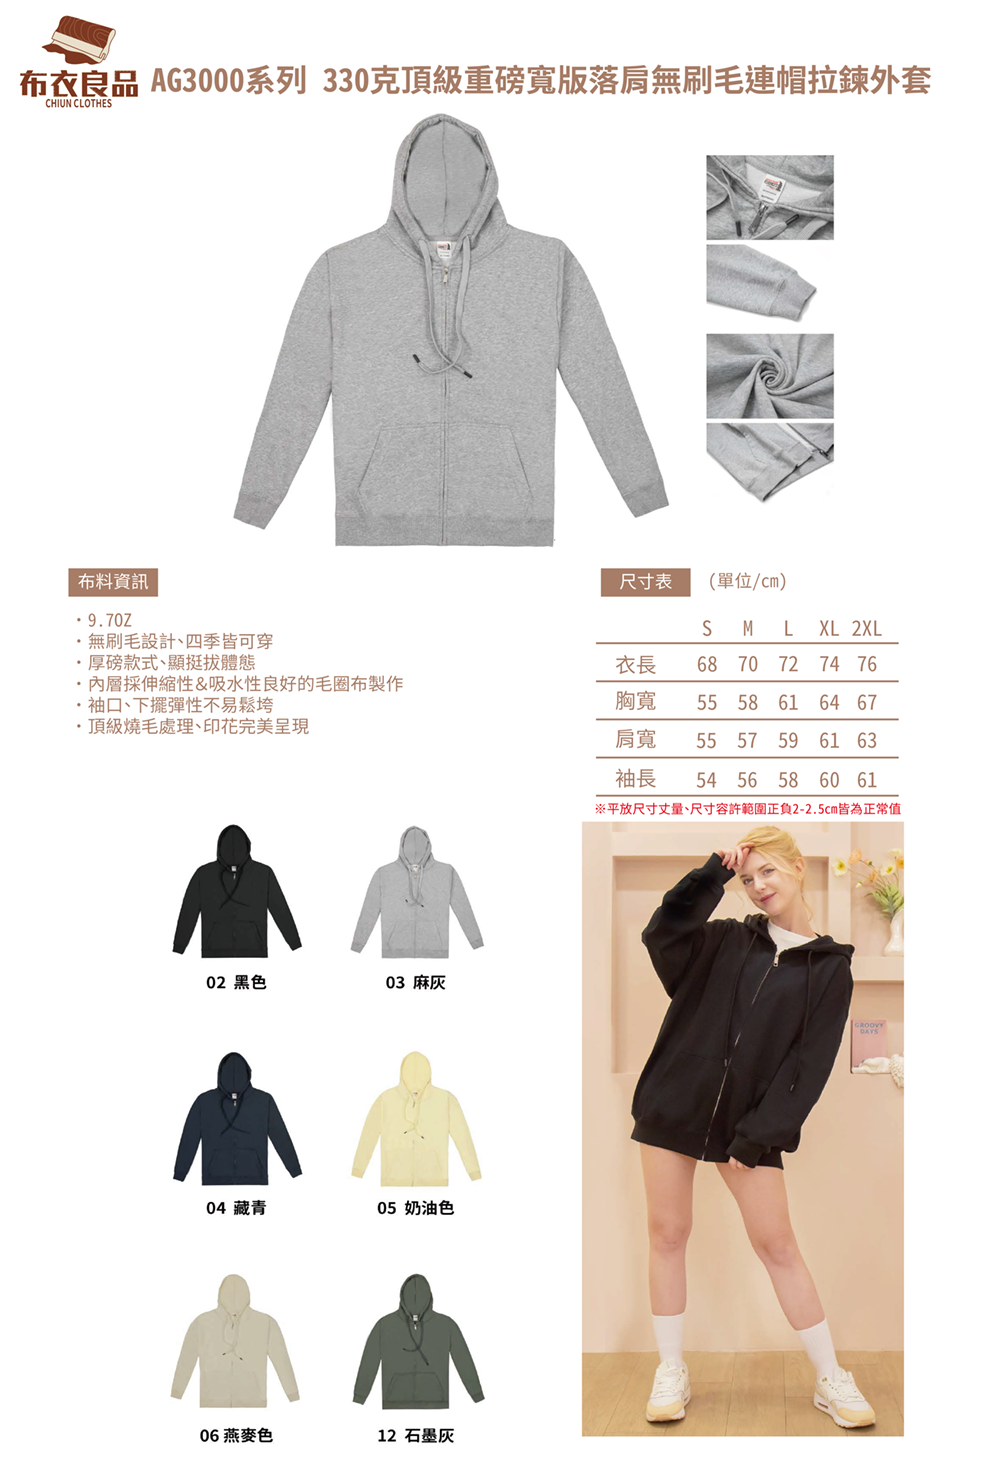 布衣良品
CHIUN CLOTHES
AG3000系列 330克頂級重磅寬版落肩無刷毛連帽拉鍊外套
布料資訊
・9.7OZ
・無刷毛設計、四季皆可穿
・厚磅款式、顯挺拔體態
・內層採伸縮性&吸水性良好的毛圈布製作
・袖口、下擺彈性不易鬆垮
・頂級燒毛處理、印花完美呈現
尺寸表 (單位/cm)
S M L XL 2XL
衣長 68 70 72 74 76
胸寬 55 58 61 64 67
肩寬 55 57 59 61 63
袖長 54 56 58 60 61
※平放尺寸丈量、尺寸容許範圍正負2-2.5cm皆為正常值
02 黑色
03 麻灰
04 藏青
05 奶油色
06 燕麥色
12 石墨灰
GROOVY
DAYS